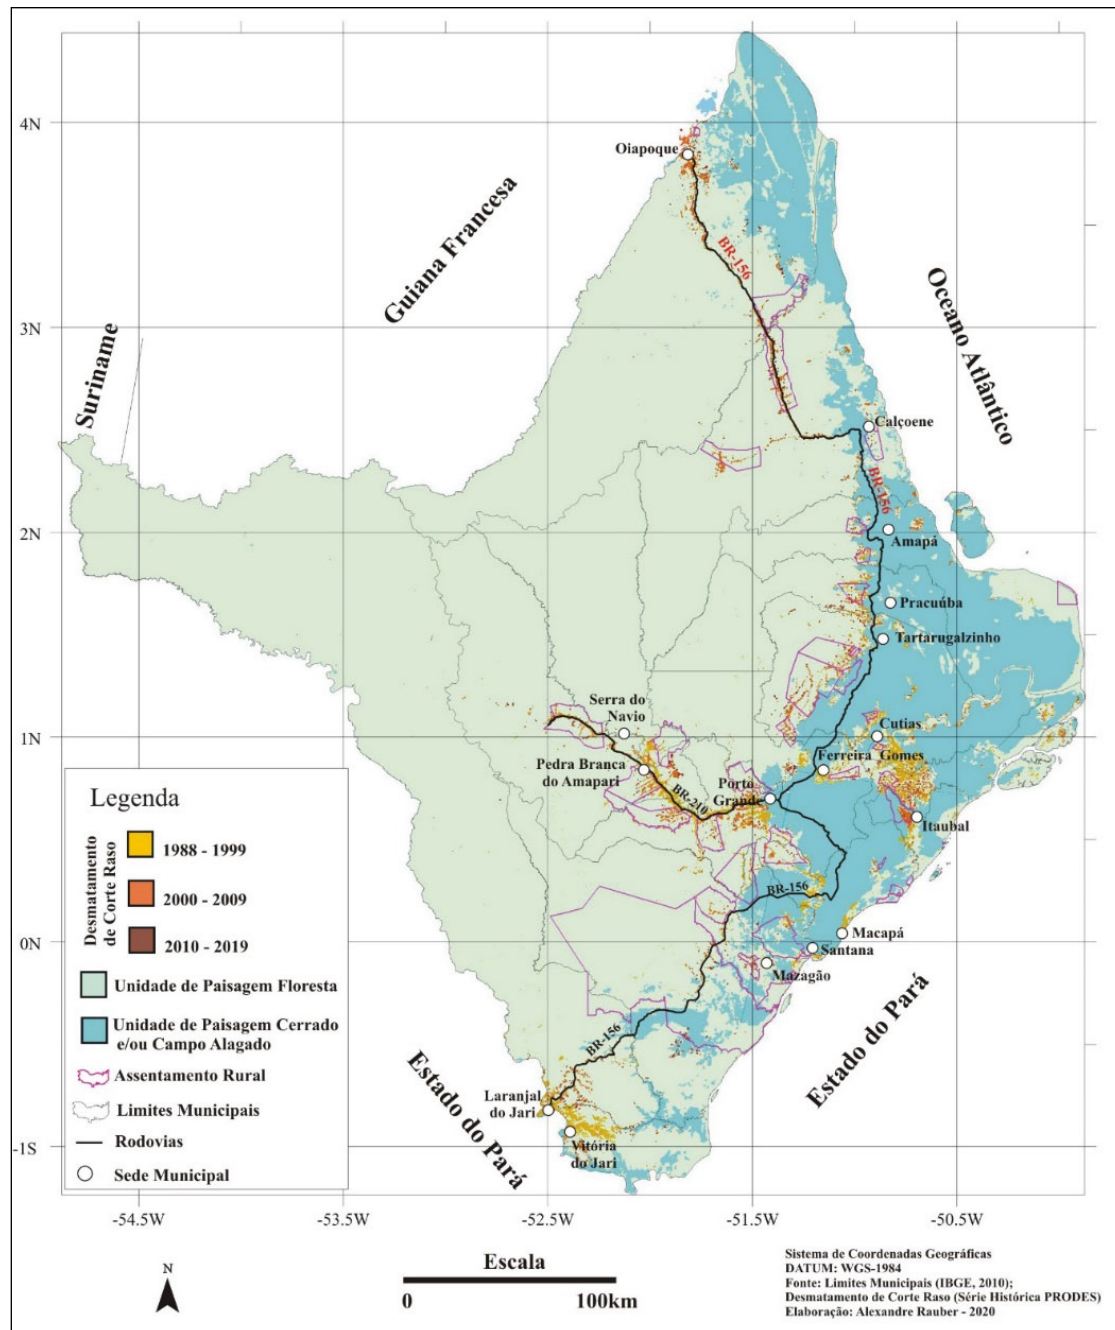 4N
3N
2N
1N
0N
-1S
Oiapoque
Guiana Francesa
BR-156
Suriname
Oceano Atlântico
Calçoene
BR-156
Amapá
Pracuúba
Tartarugalzinho
Serra do
Navio
Cutias
Pedra Branca
do Amapari
Ferreira Gomes
Porto
Grande
BR-210
Itaubal
BR-156
Macapá
Santana
Mazagão
BR-156
Estado do Pará
Estado do Pará
Laranjal
do Jari
Vitória
do Jari
Legenda
Desmatamento
de Corte Raso
1988 - 1999
2000 - 2009
2010 - 2019
Unidade de Paisagem Floresta
Unidade de Paisagem Cerrado
e/ou Campo Alagado
Assentamento Rural
Limites Municipais
Rodovias
Sede Municipal
-54.5W
-53.5W
-52.5W
-51.5W
-50.5W
N
Escala
0
100km
Sistema de Coordenadas Geográficas
DATUM: WGS-1984
Fonte: Limites Municipais (IBGE, 2010);
Desmatamento de Corte Raso (Série Histórica PRODES)
Elaboração: Alexandre Rauber - 2020